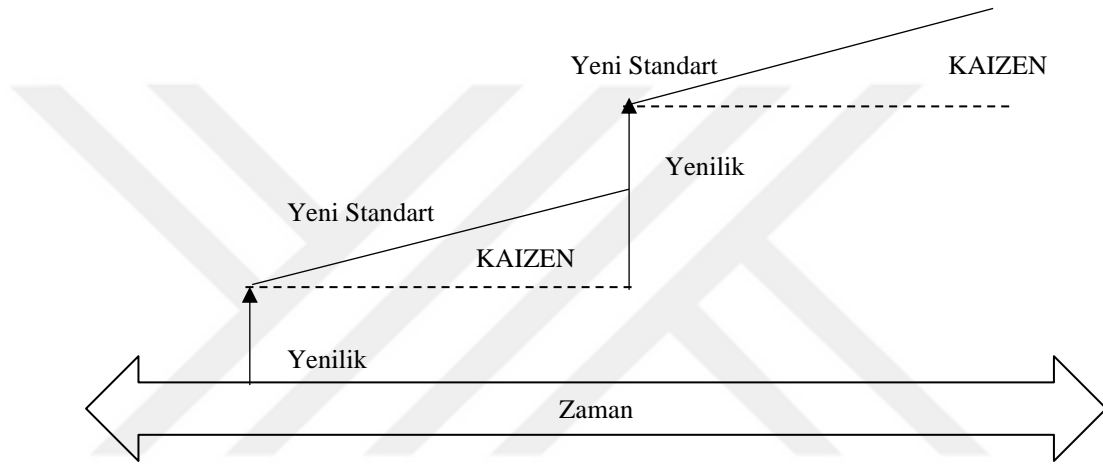 Yeni Standart
KAIZEN
Yenilik
Yeni Standart
KAIZEN
Yenilik
Zaman